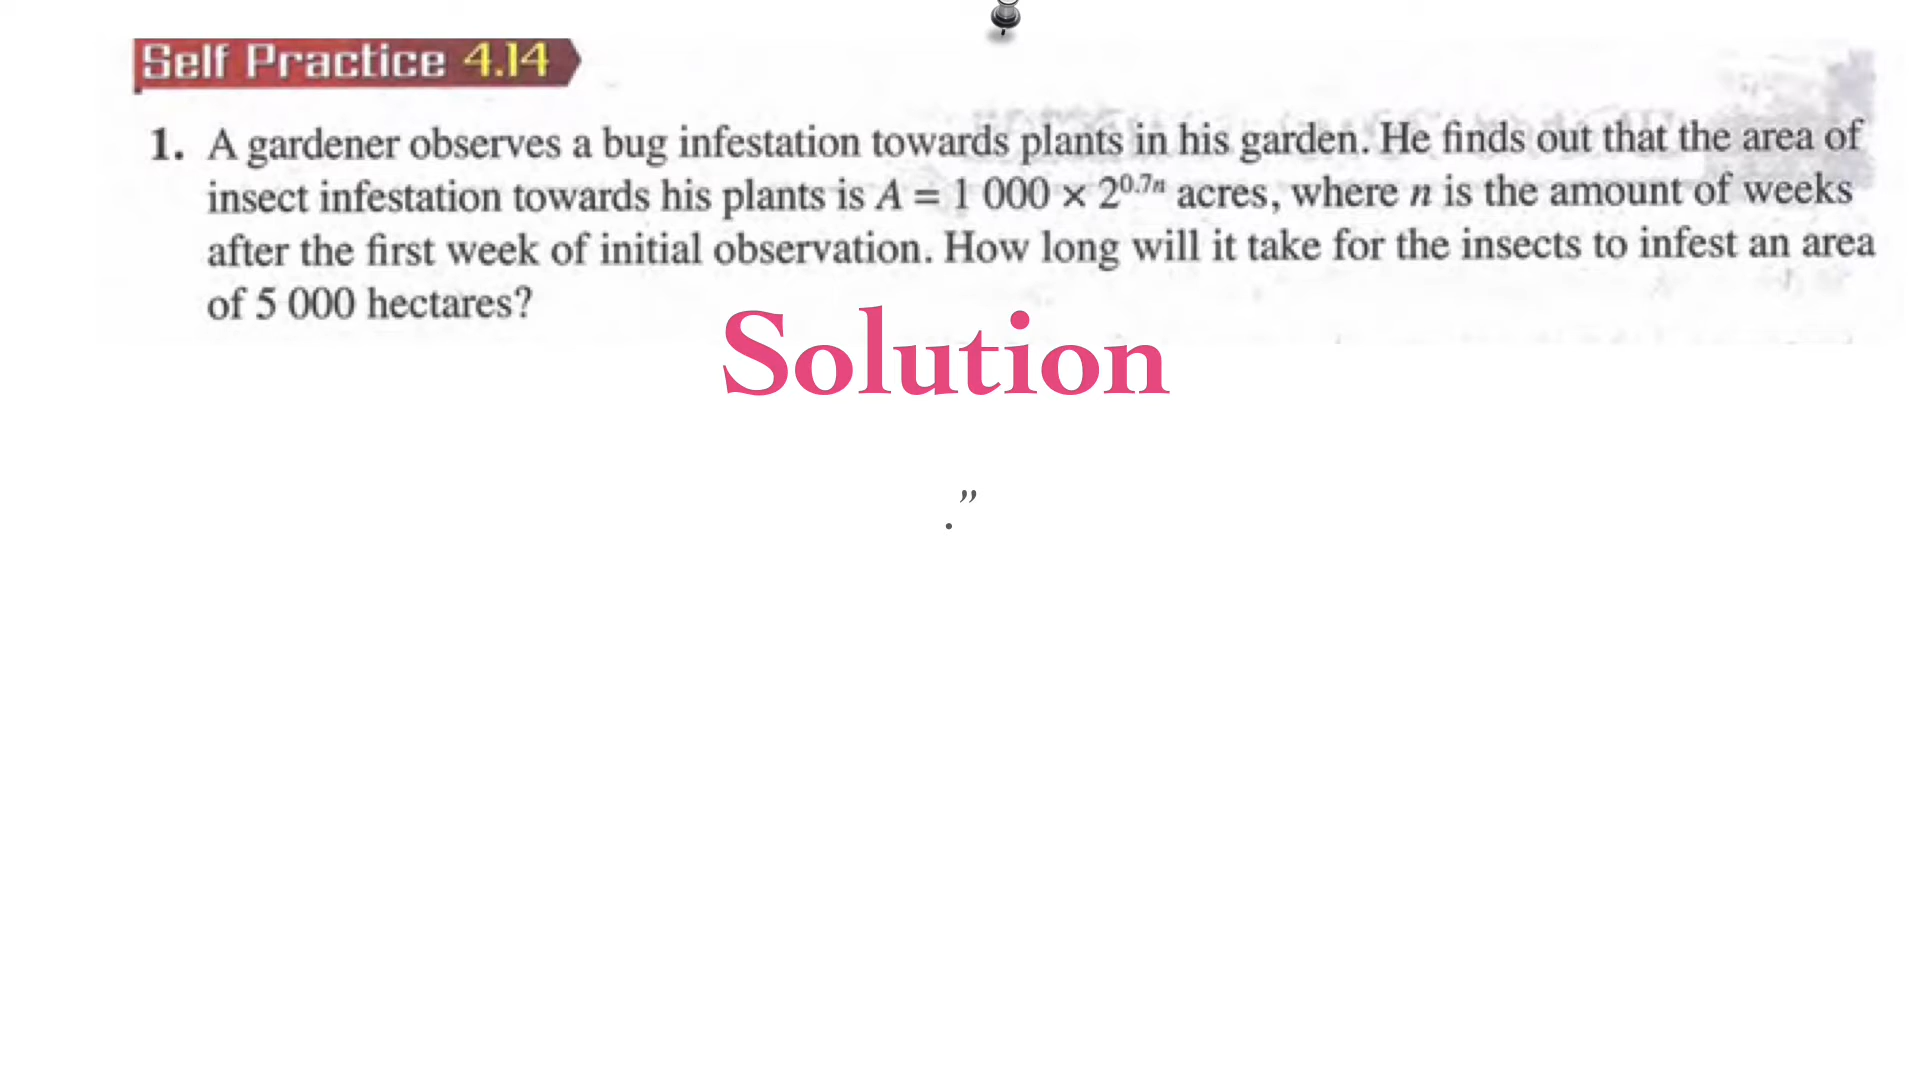 Self Practice 4.14
1. A gardener observes a bug infestation towards plants in his garden. He finds out that the area of
insect infestation towards his plants is A = 1 000 × 2^0.7n acres, where n is the amount of weeks
after the first week of initial observation. How long will it take for the insects to infest an area
of 5 000 hectares?
Solution
.”